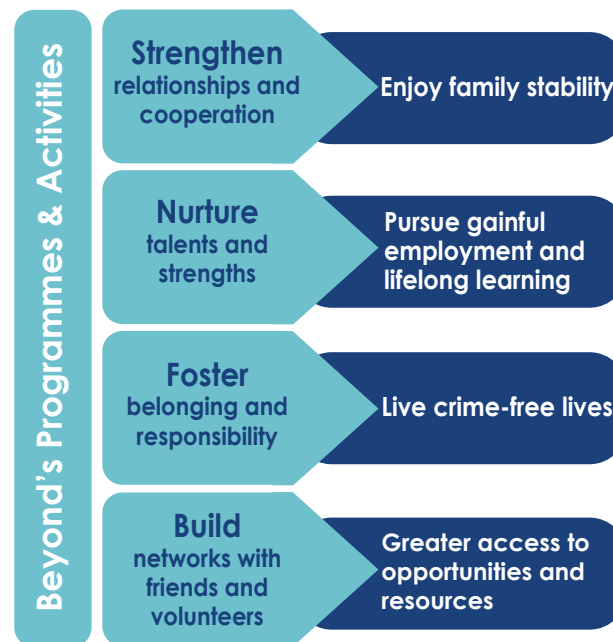 Beyond's Programmes & Activities
Strengthen
relationships and
cooperation
Enjoy family stability
Nurture
talents and
strengths
Pursue gainful
employment and
lifelong learning
Foster
belonging and
responsibility
Live crime-free lives
Build
networks with
friends and
volunteers
Greater access to
opportunities and
resources